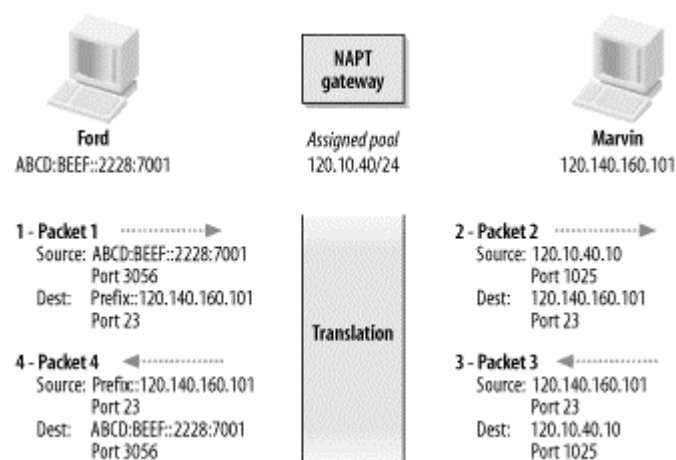 NAPT
gateway
Ford
ABCD:BEEF::2228:7001
Assigned pool
120.10.40/24
Marvin
120.140.160.101
1 - Packet 1
Source: ABCD:BEEF::2228:7001
Port 3056
Dest: Prefix::120.140.160.101
Port 23
4 - Packet 4
Source: Prefix::120.140.160.101
Port 23
Dest: ABCD:BEEF::2228:7001
Port 3056
Translation
2 - Packet 2
Source: 120.10.40.10
Port 1025
Dest: 120.140.160.101
Port 23
3 - Packet 3
Source: 120.140.160.101
Port 23
Dest: 120.10.40.10
Port 1025